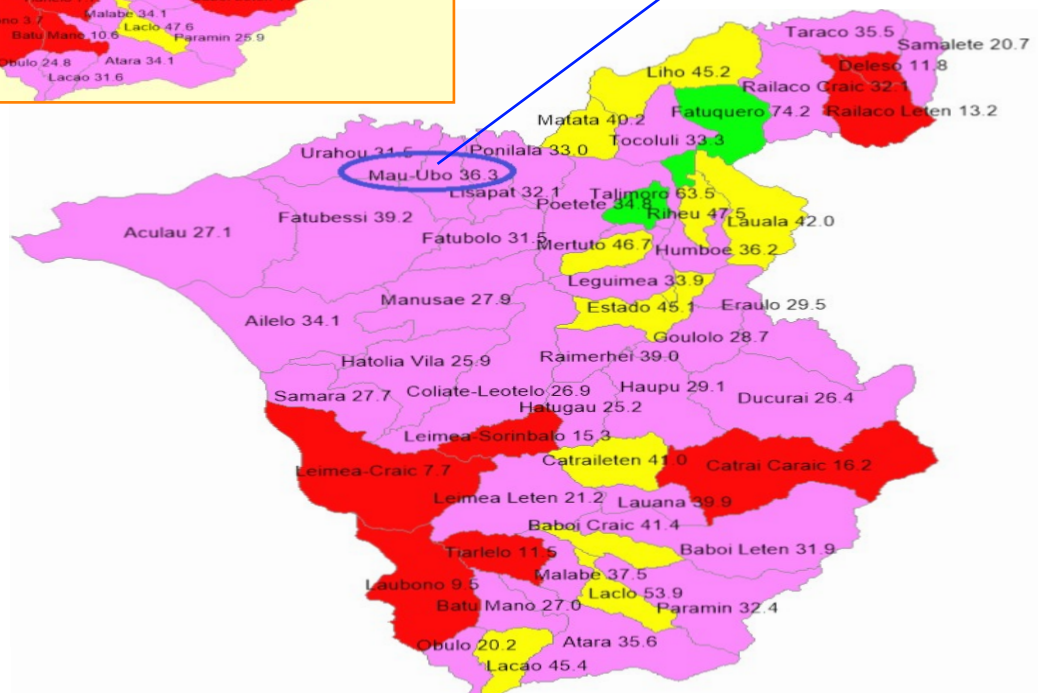 Malabe 34.1
Laclo 47.6
Batu Mano 10.6
Paramin 25.9
Obulo 24.8
Atara 34.1
Lacao 31.6
Taraco 35.5
Samalete 20.7
Deleso 11.8
Liho 45.2
Railaco Craic 32.1
Fatuquero 74.2
Railaco Leten 13.2
Matata 40.2
Tocoluli 33.3
Urahou 31.5
Ponilala 33.0
Mau-Ubo 36.3
Lisapat 32.1
Talimoro 63.5
Poetete 34.8
Riheu 47.5
Fatubessi 39.2
Lauala 42.0
Aculau 27.1
Fatubolo 31.5
Mertuto 46.7
Humboe 36.2
Leguimea 33.9
Manusae 27.9
Estado 45.1
Eraulo 29.5
Ailelo 34.1
Goulolo 28.7
Hatolia Vila 25.9
Raimerhei 39.0
Samara 27.7
Coliate-Leotelo 26.9
Haupu 29.1
Ducurai 26.4
Hatugau 25.2
Leimea-Sorinbalo 15.3
Catraileten 41.0
Catrai Caraic 16.2
Leimea-Craic 7.7
Leimea Leten 21.2
Lauana 39.9
Baboi Craic 41.4
Baboi Leten 31.9
Tiarlelo 11.5
Malabe 37.5
Laubono 9.5
Laclo 53.9
Batu Mano 27.0
Paramin 32.4
Obulo 20.2
Atara 35.6
Lacao 45.4